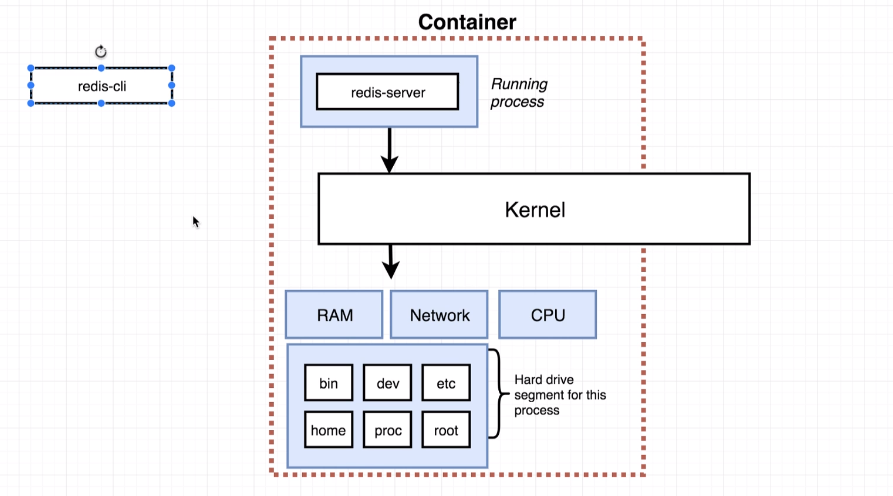 Container
redis-cli
redis-server
Running
process
Kernel
RAM
Network
CPU
bin
dev
etc
home
proc
root
Hard drive
segment for this
process